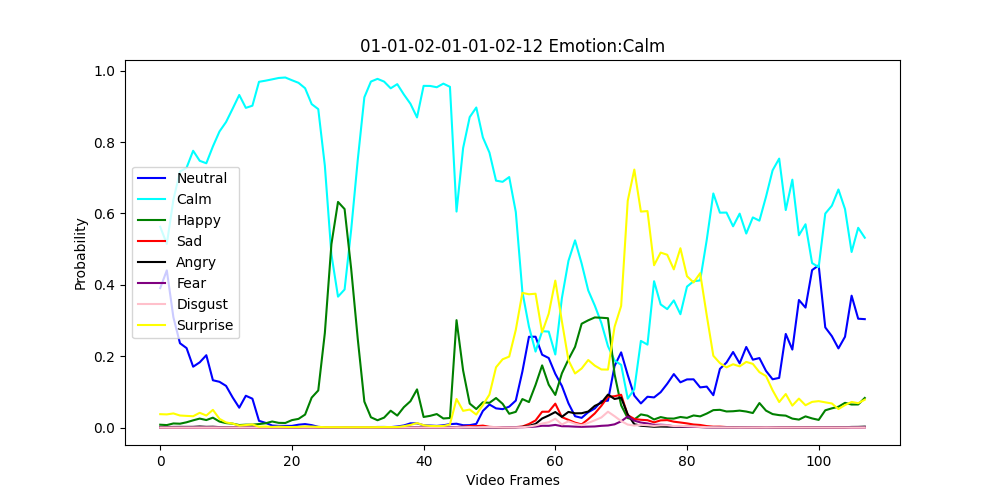 01-01-02-01-01-02-12 Emotion:Calm
Probability
1.0
0.8
0.6
0.4
0.2
0.0
Neutral
Calm
Happy
Sad
Angry
Fear
Disgust
Surprise
0 20 40 60 80 100
Video Frames